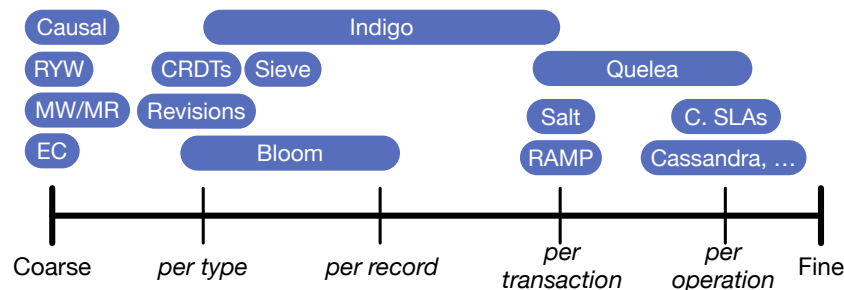 Causal
Indigo
RYW
CRDTs
Sieve
Quelea
MW/MR
Revisions
Salt
C. SLAs
EC
Bloom
RAMP
Cassandra, …
Coarse
per type
per record
per
transaction
per
operation
Fine